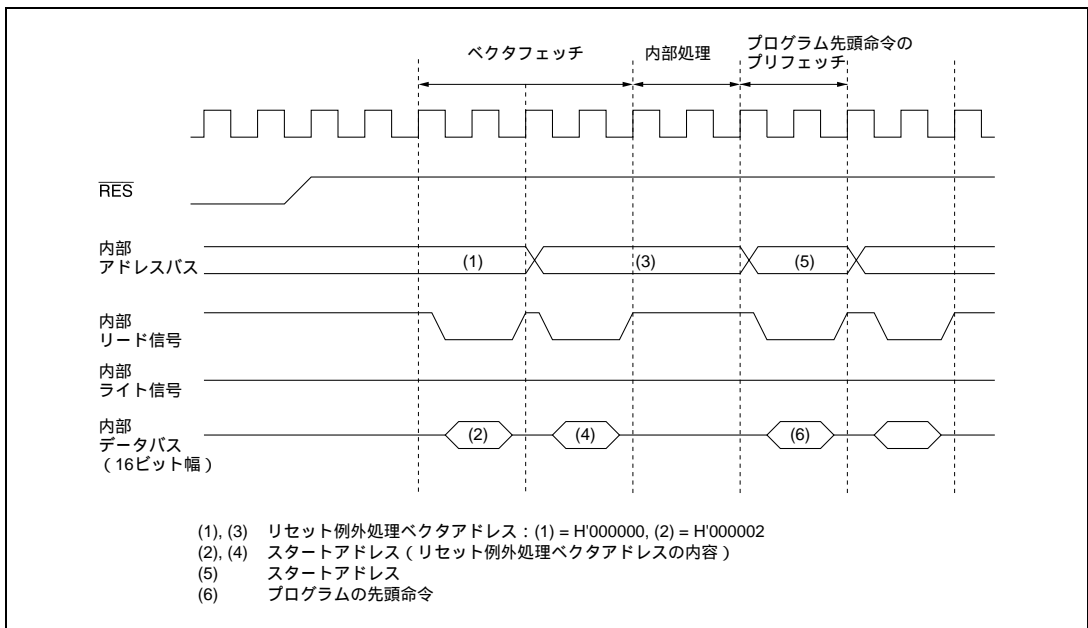 ベクタフェッチ
内部処理
プログラム先頭命令の
プリフェッチ
RES
内部
アドレスバス
(1)
(3)
(5)
内部
リード信号
内部
ライト信号
内部
データバス
(16ビット幅)
(2)
(4)
(6)
(1), (3) リセット例外処理ベクタアドレス:(1) = H'000000, (2) = H'000002
(2), (4) スタートアドレス(リセット例外処理ベクタアドレスの内容)
(5) スタートアドレス
(6) プログラムの先頭命令